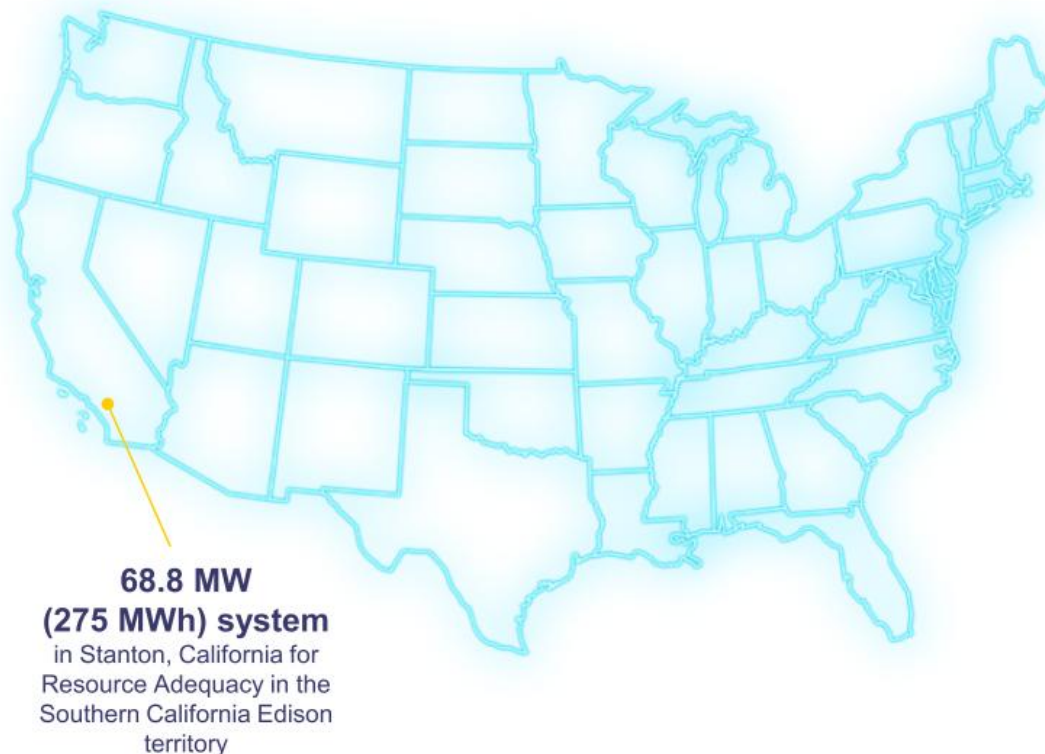 68.8 MW
(275 MWh) system
in Stanton, California for
Resource Adequacy in the
Southern California Edison
territory